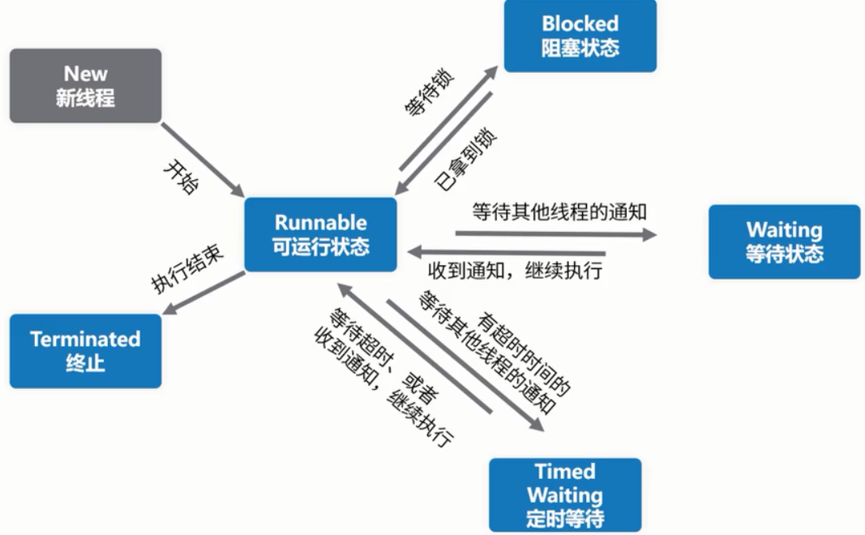 Blocked
阻塞状态
New
新线程
等待锁
已拿到锁
开始
Runnable
可运行状态
等待其他线程的通知
收到通知，继续执行
Waiting
等待状态
执行结束
Terminated
终止
等待超时、或者
收到通知，继续执行
有超时时间的
等待其他线程的通知
Timed
Waiting
定时等待